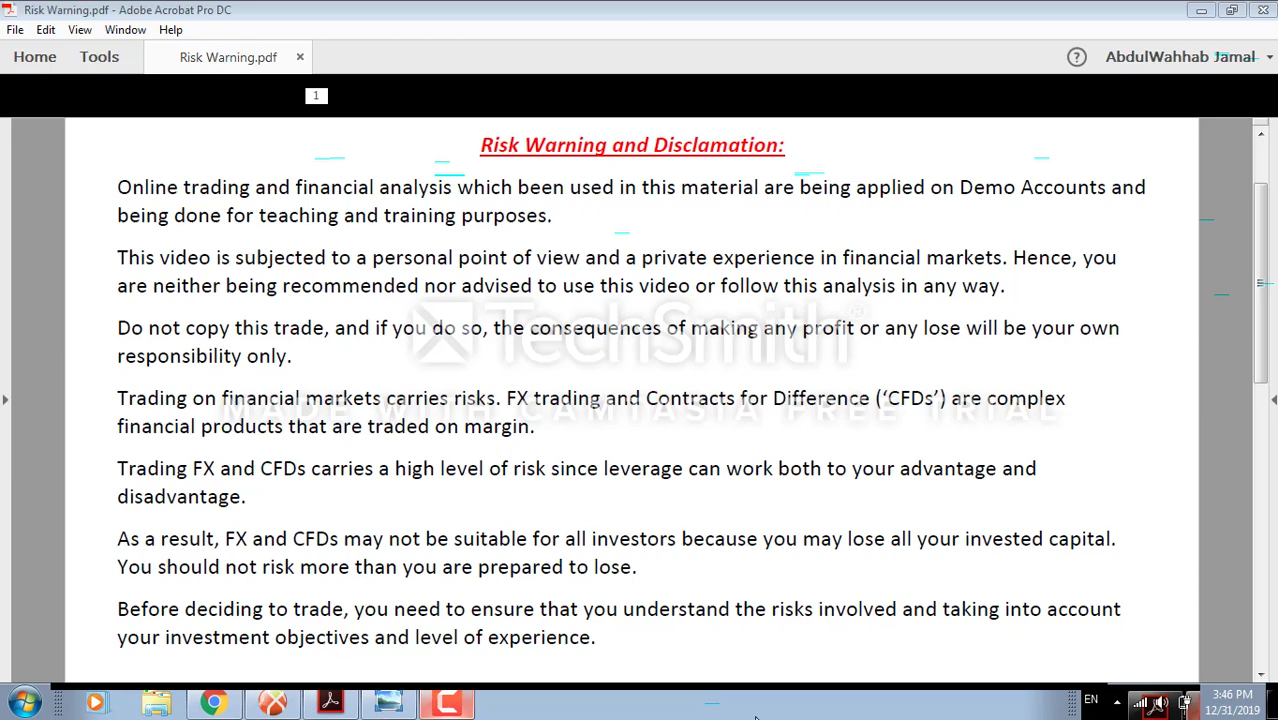 Risk Warning.pdf - Adobe Acrobat Pro DC
File Edit View Window Help
Home Tools Risk Warning.pdf × ? AbdulWahhab Jamal
1
Risk Warning and Disclamation:
Online trading and financial analysis which been used in this material are being applied on Demo Accounts and
being done for teaching and training purposes.
This video is subjected to a personal point of view and a private experience in financial markets. Hence, you
are neither being recommended nor advised to use this video or follow this analysis in any way.
Do not copy this trade, and if you do so, the consequences of making any profit or any lose will be your own
responsibility only.
TechSmith®
Trading on financial markets carries risks. FX trading and Contracts for Difference (‘CFDs’) are complex
MADE WITH CAMTASIA FREE TRIAL
financial products that are traded on margin.
Trading FX and CFDs carries a high level of risk since leverage can work both to your advantage and
disadvantage.
As a result, FX and CFDs may not be suitable for all investors because you may lose all your invested capital.
You should not risk more than you are prepared to lose.
Before deciding to trade, you need to ensure that you understand the risks involved and taking into account
your investment objectives and level of experience.
EN 3:46 PM
12/31/2019